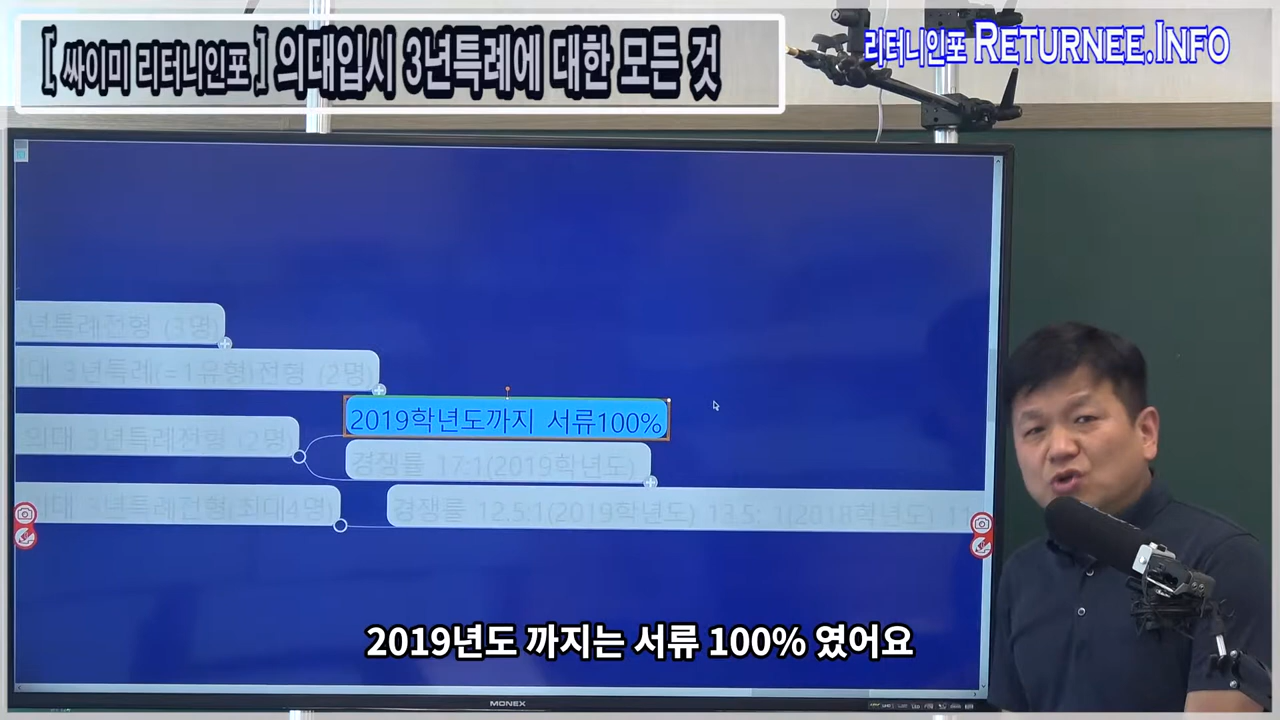 [ 싸이미 리터니인포 ] 의대입시 3년특례에 대한 모든 것
리터니인포 RETURNEE.INFO
년특례전형 (3명)
대 3년특례(=1유형)전형 (2명)
2019학년도까지 서류100%
의대 3년특례전형 (2명)
경쟁률 17:1(2019학년도)
의대 3년특례전형(최대4명)
경쟁률 12.5:1(2019학년도) 13.5: 1(2018학년도) 11
2019년도 까지는 서류 100% 였어요
MONEX